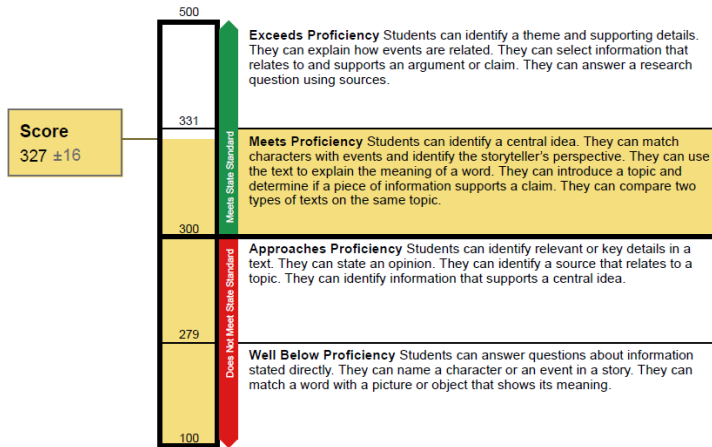 500
Exceeds Proficiency Students can identify a theme and supporting details.
They can explain how events are related. They can select information that
relates to and supports an argument or claim. They can answer a research
question using sources.
331
Score
327 ±16
Meets State Standard
Meets Proficiency Students can identify a central idea. They can match
characters with events and identify the storyteller's perspective. They can use
the text to explain the meaning of a word. They can introduce a topic and
determine if a piece of information supports a claim. They can compare two
types of texts on the same topic.
300
Does Not Meet State Standard
Approaches Proficiency Students can identify relevant or key details in a
text. They can state an opinion. They can identify a source that relates to a
topic. They can identify information that supports a central idea.
279
Well Below Proficiency Students can answer questions about information
stated directly. They can name a character or an event in a story. They can
match a word with a picture or object that shows its meaning.
100